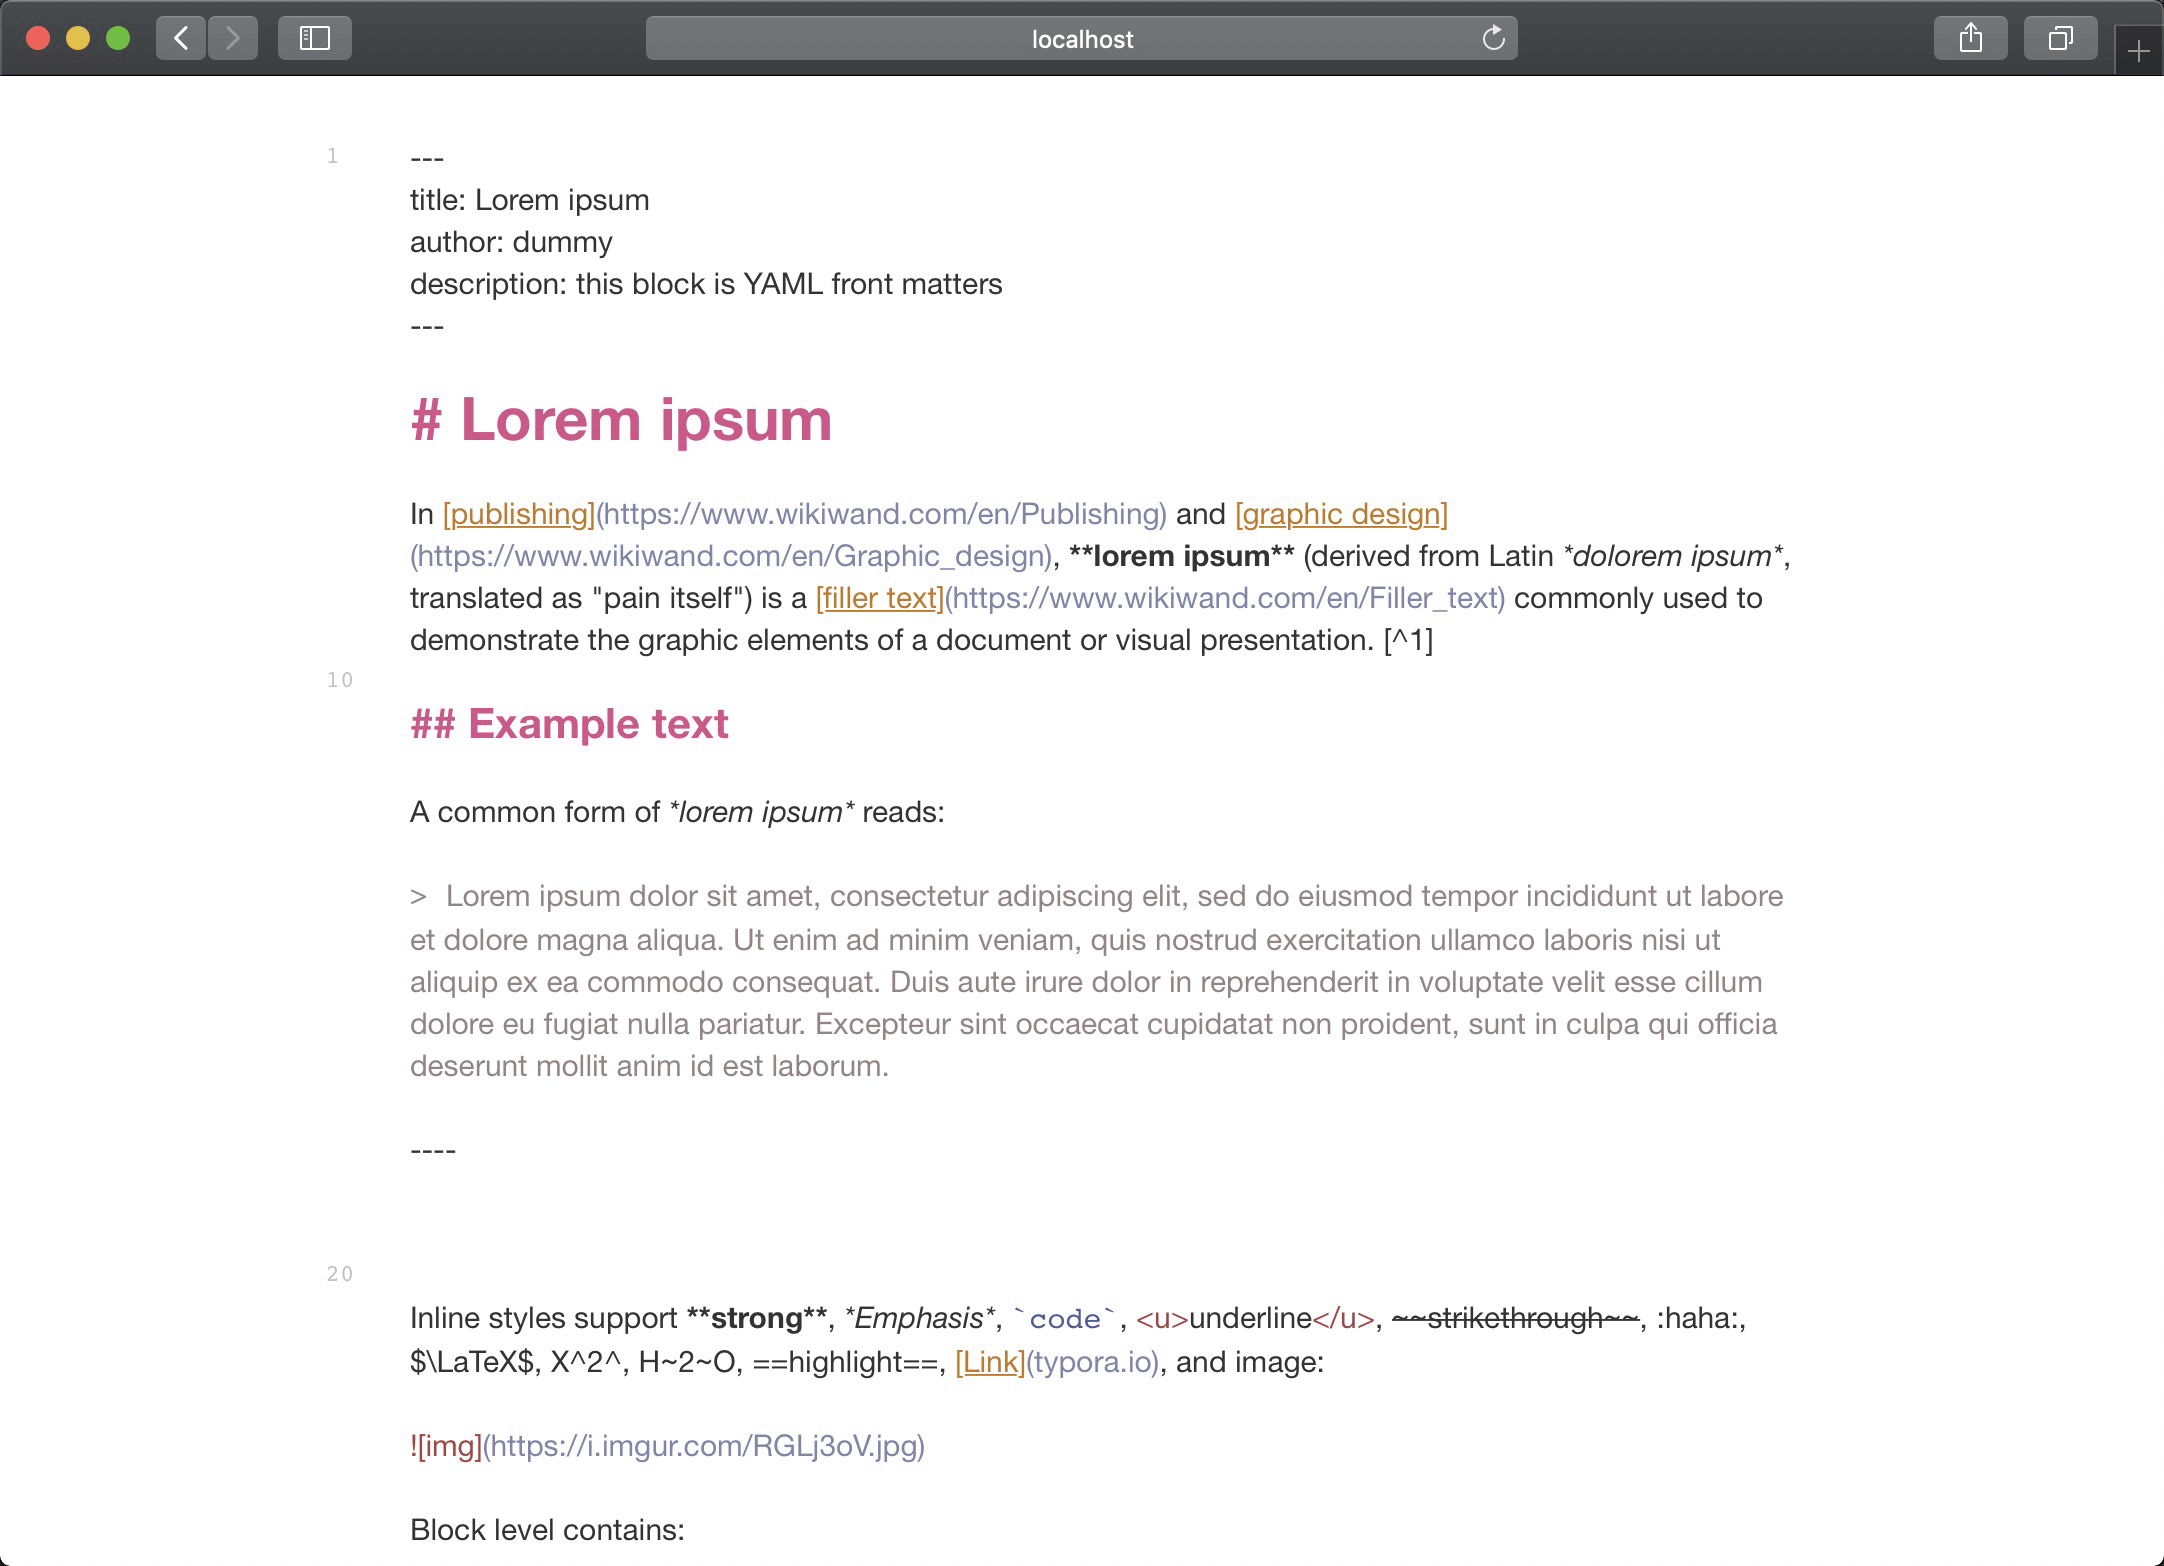 localhost
1
---
title: Lorem ipsum
author: dummy
description: this block is YAML front matters
---
# Lorem ipsum
In [publishing](https://www.wikiwand.com/en/Publishing) and [graphic design]
(https://www.wikiwand.com/en/Graphic_design), **lorem ipsum** (derived from Latin *dolorem ipsum*,
translated as "pain itself") is a [filler text](https://www.wikiwand.com/en/Filler_text) commonly used to
demonstrate the graphic elements of a document or visual presentation. [^1]
10
## Example text
A common form of *lorem ipsum* reads:
> Lorem ipsum dolor sit amet, consectetur adipiscing elit, sed do eiusmod tempor incididunt ut labore
et dolore magna aliqua. Ut enim ad minim veniam, quis nostrud exercitation ullamco laboris nisi ut
aliquip ex ea commodo consequat. Duis aute irure dolor in reprehenderit in voluptate velit esse cillum
dolore eu fugiat nulla pariatur. Excepteur sint occaecat cupidatat non proident, sunt in culpa qui officia
deserunt mollit anim id est laborum.
----
20
Inline styles support **strong**, *Emphasis*, `code`, <u>underline</u>, ~~strikethrough~~, :haha:,
$\LaTeX$, X^2^, H~2~O, ==highlight==, [Link](typora.io), and image:
![img](https://i.imgur.com/RGLj3oV.jpg)
Block level contains: